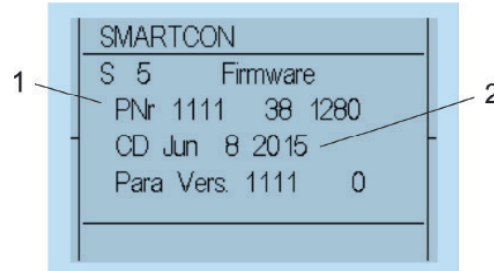 SMARTCON
S 5 Firmware
1 PNr 1111 38 1280 2
CD Jun 8 2015
Para Vers. 1111 0